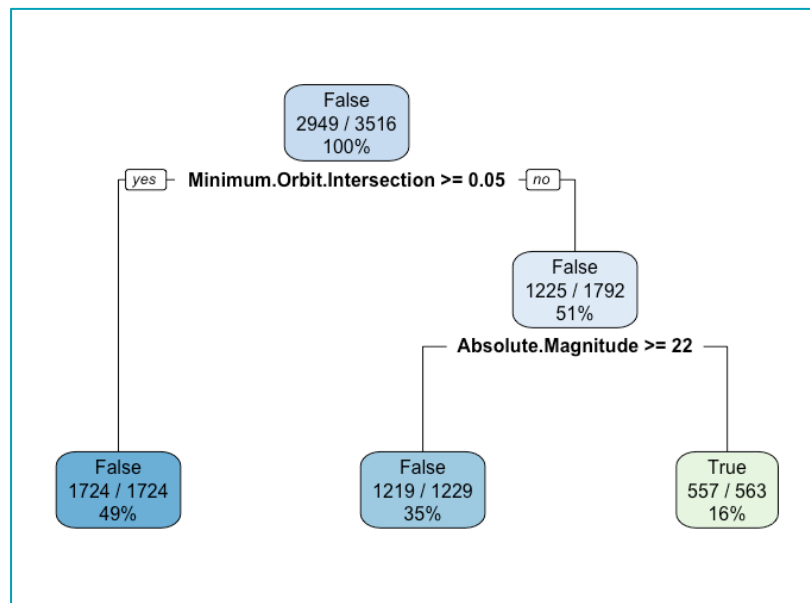 False
2949 / 3516
100%
yes
Minimum.Orbit.Intersection >= 0.05
no
False
1225 / 1792
51%
Absolute.Magnitude >= 22
False
1724 / 1724
49%
False
1219 / 1229
35%
True
557 / 563
16%